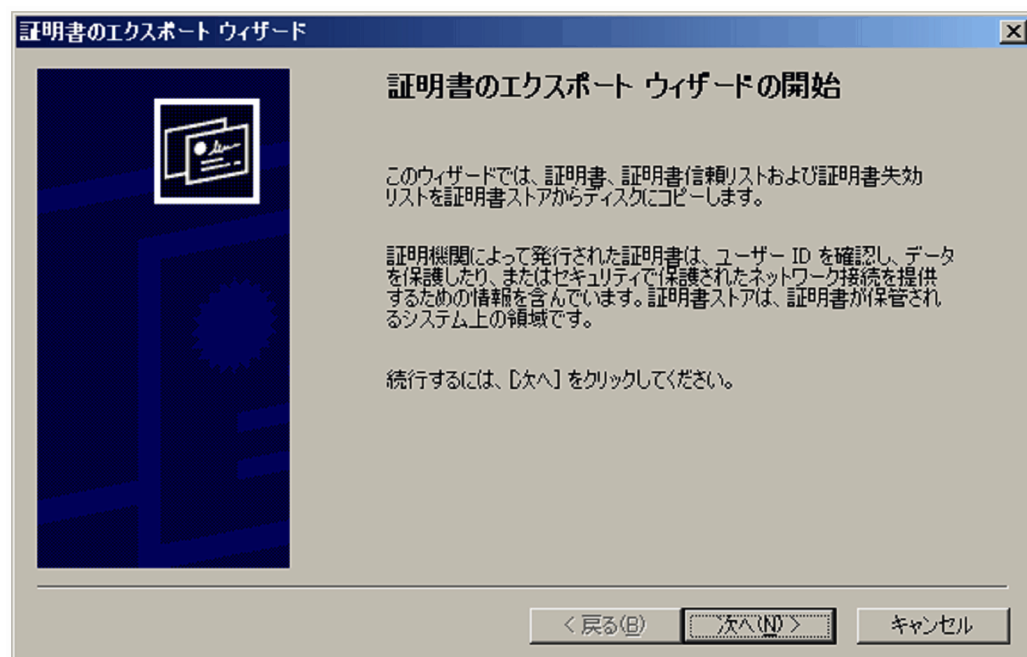 証明書のエクスポート ウィザード
証明書のエクスポート ウィザードの開始
このウィザードでは、証明書、証明書信頼リストおよび証明書失効
リストを証明書ストアからディスクにコピーします。
証明機関によって発行された証明書は、ユーザー ID を確認し、データ
を保護したり、またはセキュリティで保護されたネットワーク接続を提供
するための情報を含んでいます。証明書ストアは、証明書が保管され
るシステム上の領域です。
続行するには、[次へ] をクリックしてください。
< 戻る(B) 次へ(N) > キャンセル